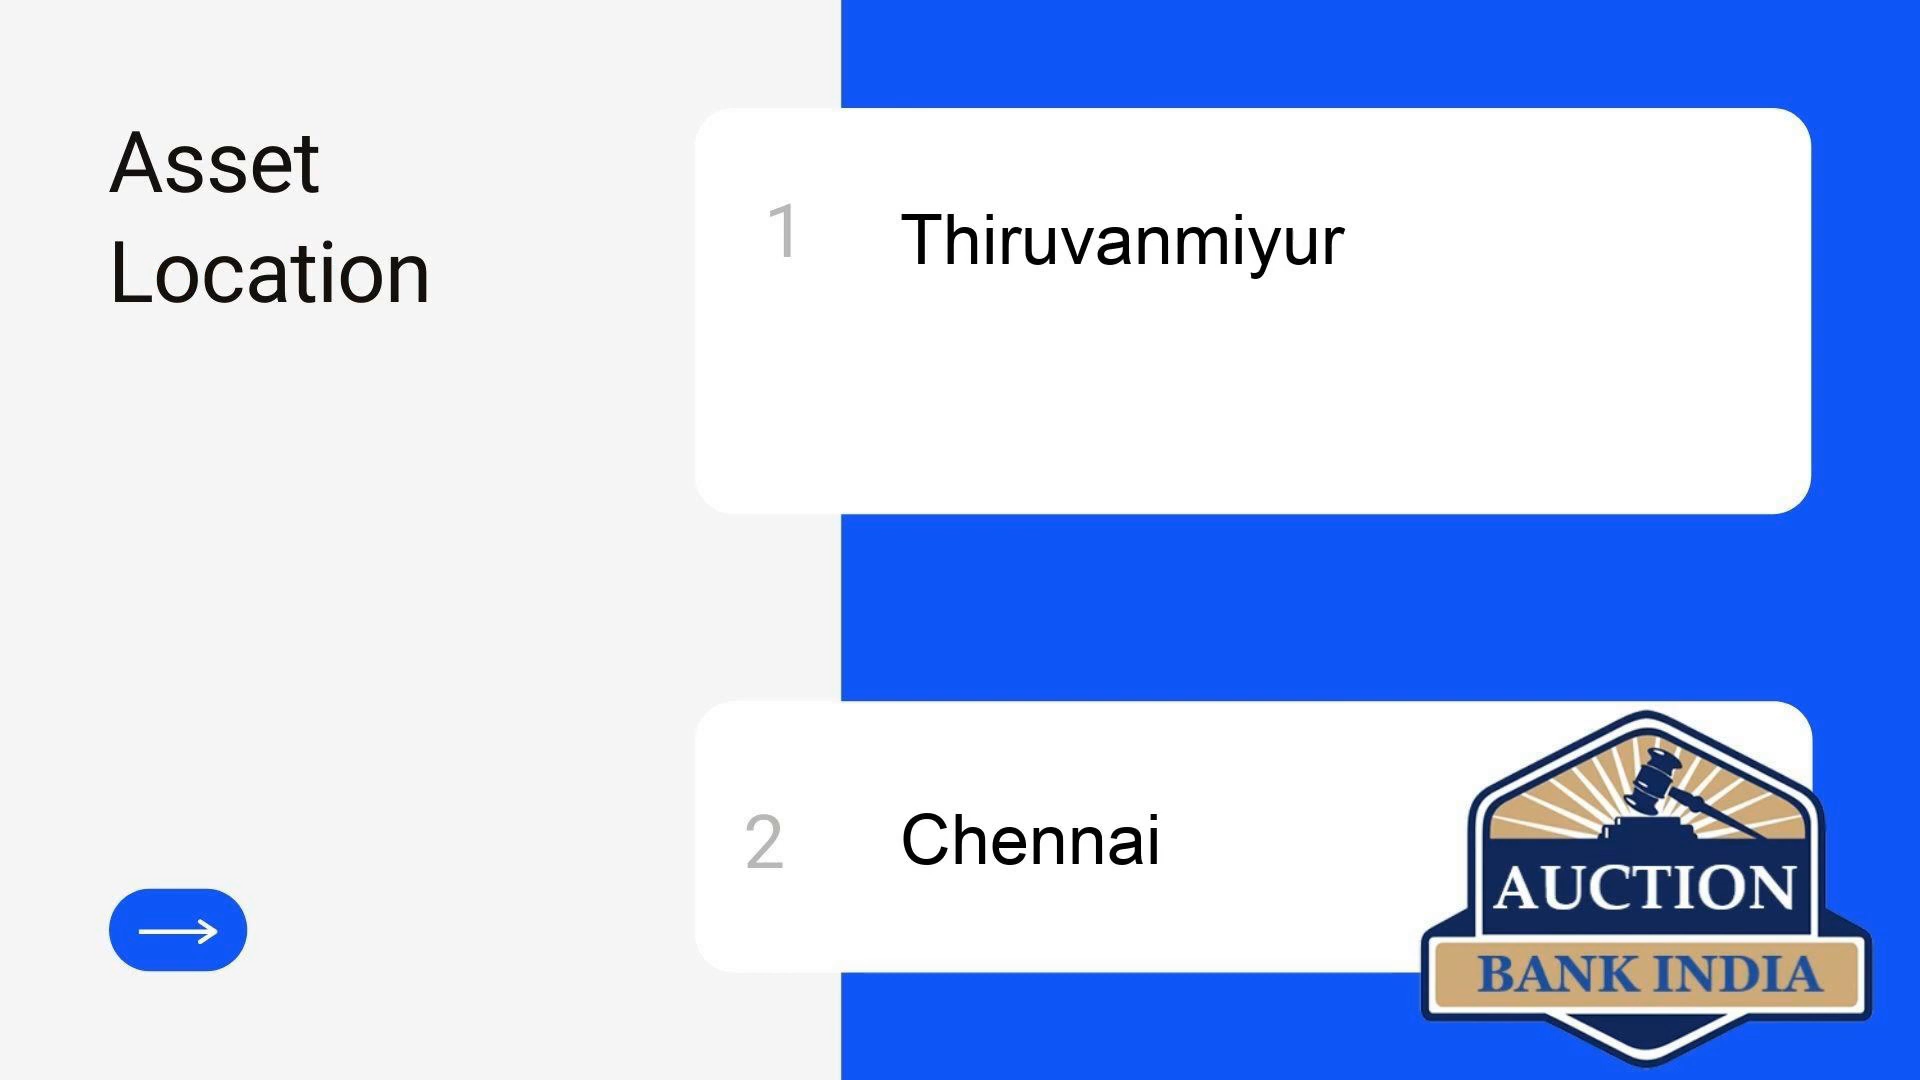 Asset
Location
1
Thiruvanmiyur
2
Chennai
AUCTION
BANK INDIA